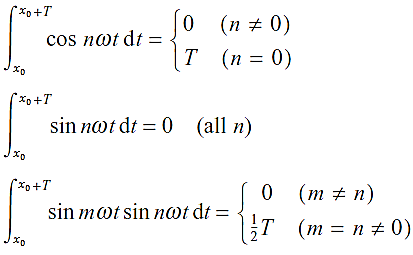 ∫_{x₀}^{x₀+T} cos nωt dt = { 0 (n ≠ 0)
T (n = 0)
∫_{x₀}^{x₀+T} sin nωt dt = 0 (all n)
∫_{x₀}^{x₀+T} sin mωt sin nωt dt = { 0 (m ≠ n)
½T (m = n ≠ 0)